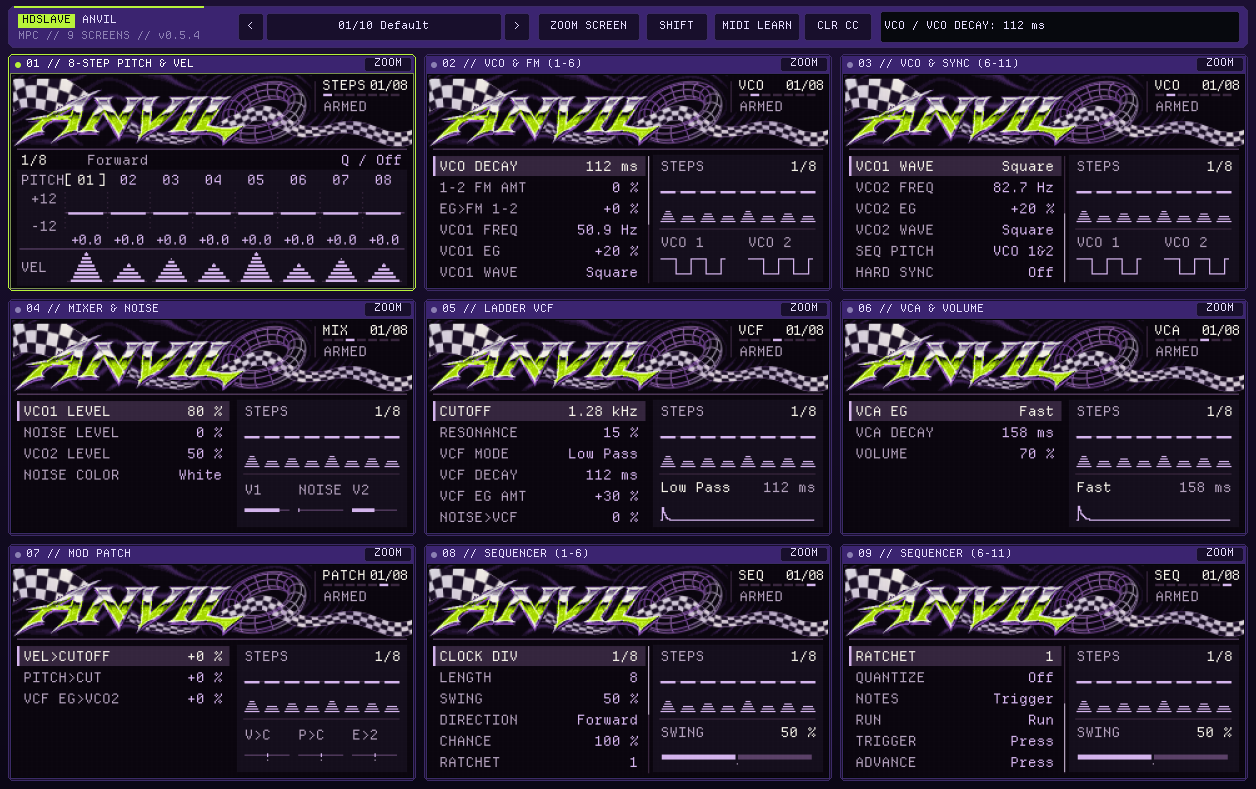 HDSLAVE ANVIL
MPC // 9 SCREENS // v0.5.4
< 01/10 Default > ZOOM SCREEN SHIFT MIDI LEARN CLR CC VCO / VCO DECAY: 112 ms
01 // 8-STEP PITCH & VEL ZOOM
ANVIL
STEPS 01/08
ARMED
1/8 Forward Q / Off
PITCH [ 01 ] 02 03 04 05 06 07 08
+12
-12
+0.0 +0.0 +0.0 +0.0 +0.0 +0.0 +0.0 +0.0
VEL
02 // VCO & FM (1-6) ZOOM
ANVIL
VCO 01/08
ARMED
VCO DECAY 112 ms
1-2 FM AMT 0 %
EG>FM 1-2 +0 %
VCO1 FREQ 50.9 Hz
VCO1 EG +20 %
VCO1 WAVE Square
STEPS 1/8
VCO 1 VCO 2
03 // VCO & SYNC (6-11) ZOOM
ANVIL
VCO 01/08
ARMED
VCO1 WAVE Square
VCO2 FREQ 82.7 Hz
VCO2 EG +20 %
VCO2 WAVE Square
SEQ PITCH VCO 1&2
HARD SYNC Off
STEPS 1/8
VCO 1 VCO 2
04 // MIXER & NOISE ZOOM
ANVIL
MIX 01/08
ARMED
VCO1 LEVEL 80 %
NOISE LEVEL 0 %
VCO2 LEVEL 50 %
NOISE COLOR White
STEPS 1/8
V1 NOISE V2
05 // LADDER VCF ZOOM
ANVIL
VCF 01/08
ARMED
CUTOFF 1.28 kHz
RESONANCE 15 %
VCF MODE Low Pass
VCF DECAY 112 ms
VCF EG AMT +30 %
NOISE>VCF 0 %
STEPS 1/8
Low Pass 112 ms
06 // VCA & VOLUME ZOOM
ANVIL
VCA 01/08
ARMED
VCA EG Fast
VCA DECAY 158 ms
VOLUME 70 %
STEPS 1/8
Fast 158 ms
07 // MOD PATCH ZOOM
ANVIL
PATCH 01/08
ARMED
VEL>CUTOFF +0 %
PITCH>CUT +0 %
VCF EG>VCO2 +0 %
STEPS 1/8
V>C P>C E>2
08 // SEQUENCER (1-6) ZOOM
ANVIL
SEQ 01/08
ARMED
CLOCK DIV 1/8
LENGTH 8
SWING 50 %
DIRECTION Forward
CHANCE 100 %
RATCHET 1
STEPS 1/8
SWING 50 %
09 // SEQUENCER (6-11) ZOOM
ANVIL
SEQ 01/08
ARMED
RATCHET 1
QUANTIZE Off
NOTES Trigger
RUN Run
TRIGGER Press
ADVANCE Press
STEPS 1/8
SWING 50 %